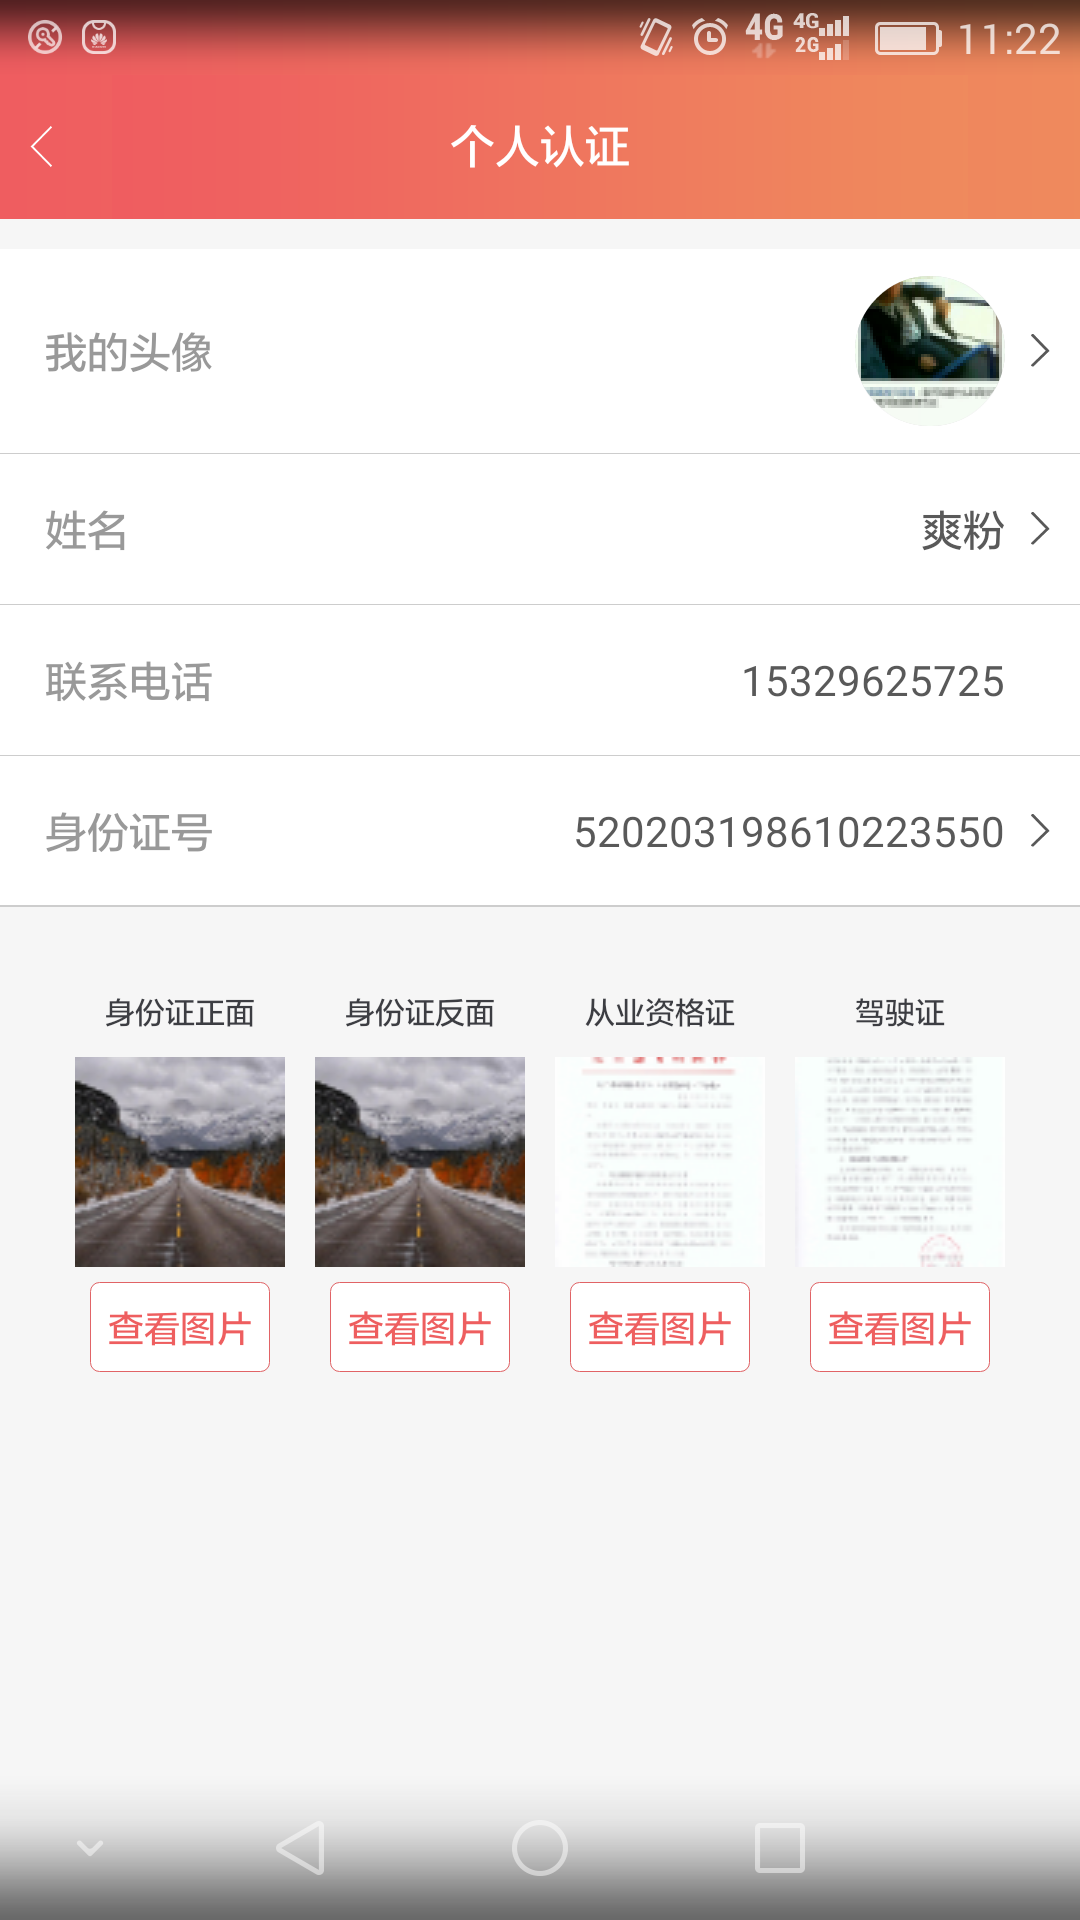 4G 4G 2G 11:22
个人认证
我的头像
姓名 爽粉
联系电话 15329625725
身份证号 520203198610223550
身份证正面 身份证反面 从业资格证 驾驶证
查看图片 查看图片 查看图片 查看图片